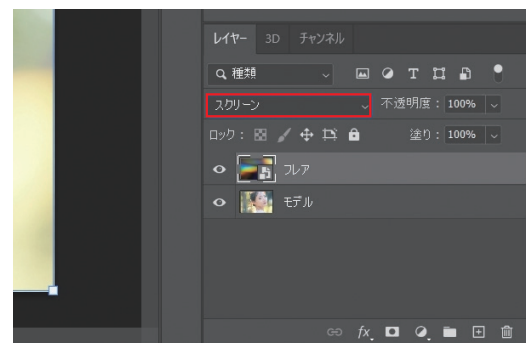 レイヤー 3D チャンネル
種類
スクリーン 不透明度： 100%
ロック： 塗り： 100%
フレア
モデル
fx